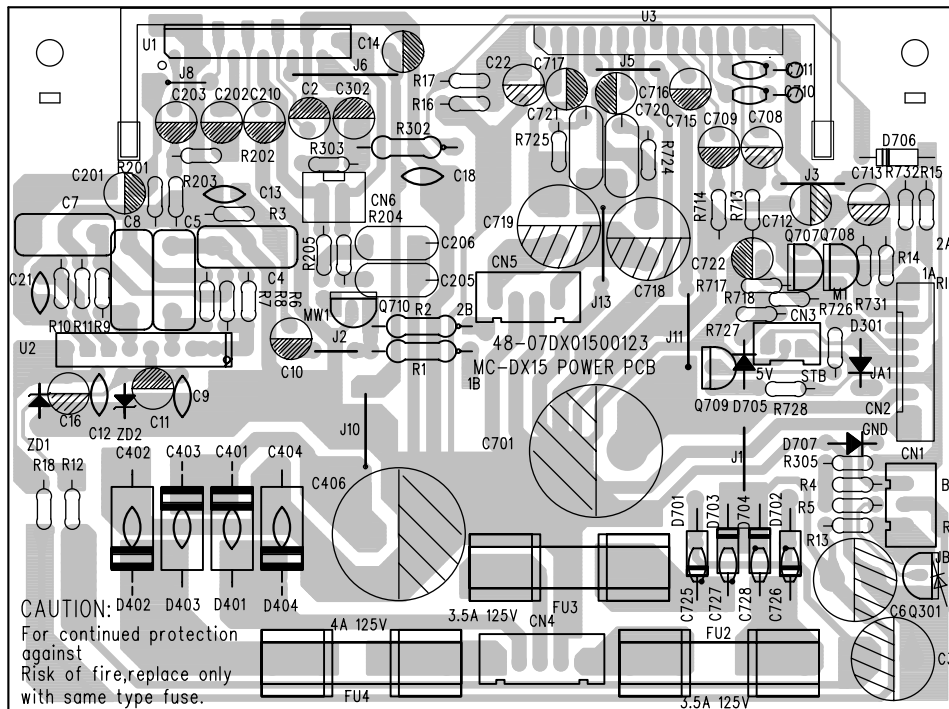 U1
U3
C14
J6
J8
R17
R16
C22
C717
J5
C716
C711
C710
C203
C202
C210
C2
C302
C721
C720
C715
C709
C708
R302
R725
R724
D706
R201
R202
R303
C18
J3
C713
R732
R15
C201
R203
C13
R3
CN6
R204
C719
R714
R713
C712
Q707
Q708
C7
C8
C5
R205
C206
CN5
C722
2A
C21
C4
C205
J13
C718
R717
R718
M1
R14
1A
R10
R11
R9
R7
R8
R6
MW1
Q710
R2
2B
J11
R726
R731
U2
C10
J2
R1
1B
48-07DX01500123
MC-DX15 POWER PCB
R727
CN3
D301
5V
STB
JA1
ZD1
C16
C12
ZD2
C11
C9
Q709
D705
R728
CN2
J10
C701
J1
GND
D707
CN1
R18
R12
C402
C403
C401
C404
C406
R305
R4
R5
R13
D701
D703
D704
D702
JB
D402
D403
D401
D404
3.5A 125V
FU3
C725
C727
C728
C726
C6
Q301
CAUTION:
For continued protection
against
Risk of fire,replace only
with same type fuse.
4A 125V
CN4
FU2
FU4
3.5A 125V